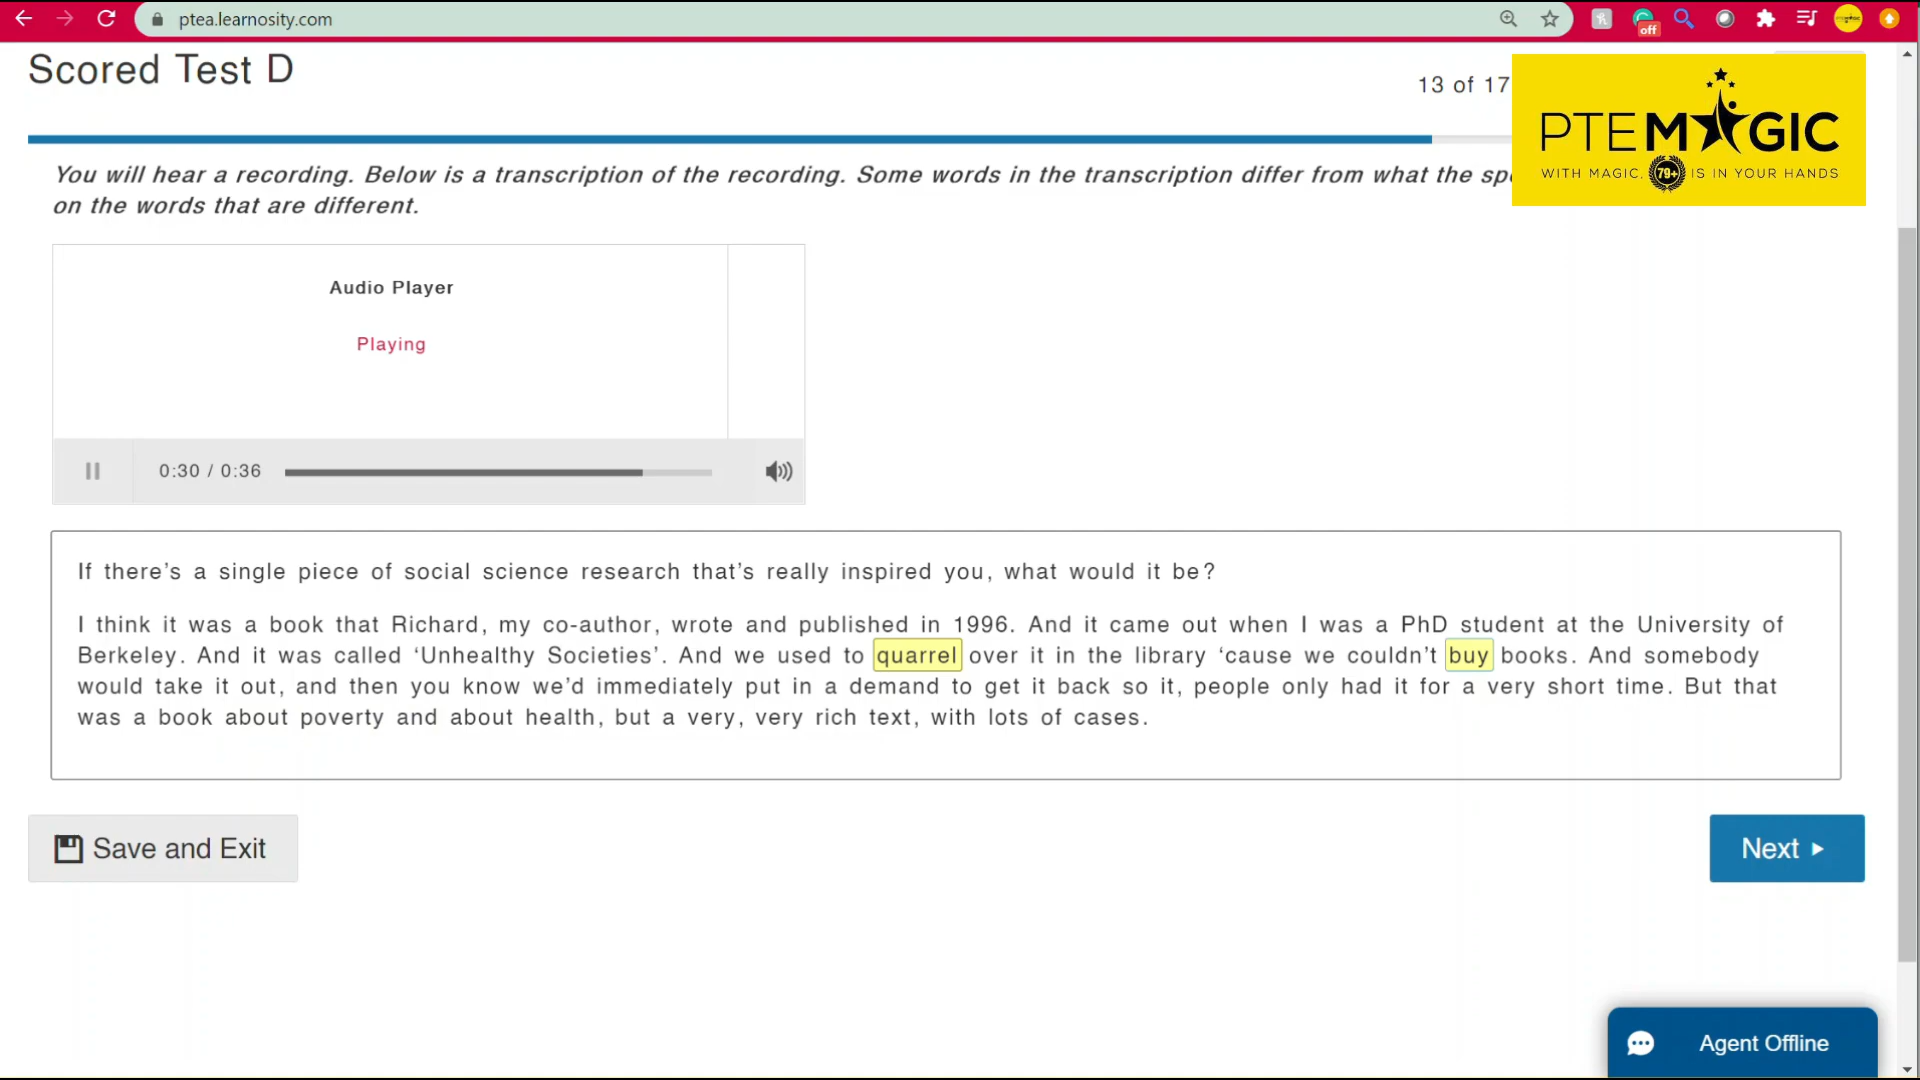 ptea.learnosity.com
off
Scored Test D
13 of 17
PTEMAGIC
WITH MAGIC, 79+ IS IN YOUR HANDS
You will hear a recording. Below is a transcription of the recording. Some words in the transcription differ from what the sp
on the words that are different.
Audio Player
Playing
0:30 / 0:36
If there's a single piece of social science research that's really inspired you, what would it be?
I think it was a book that Richard, my co-author, wrote and published in 1996. And it came out when I was a PhD student at the University of
Berkeley. And it was called ‘Unhealthy Societies’. And we used to quarrel over it in the library ‘cause we couldn’t buy books. And somebody
would take it out, and then you know we’d immediately put in a demand to get it back so it, people only had it for a very short time. But that
was a book about poverty and about health, but a very, very rich text, with lots of cases.
Save and Exit
Next
Agent Offline